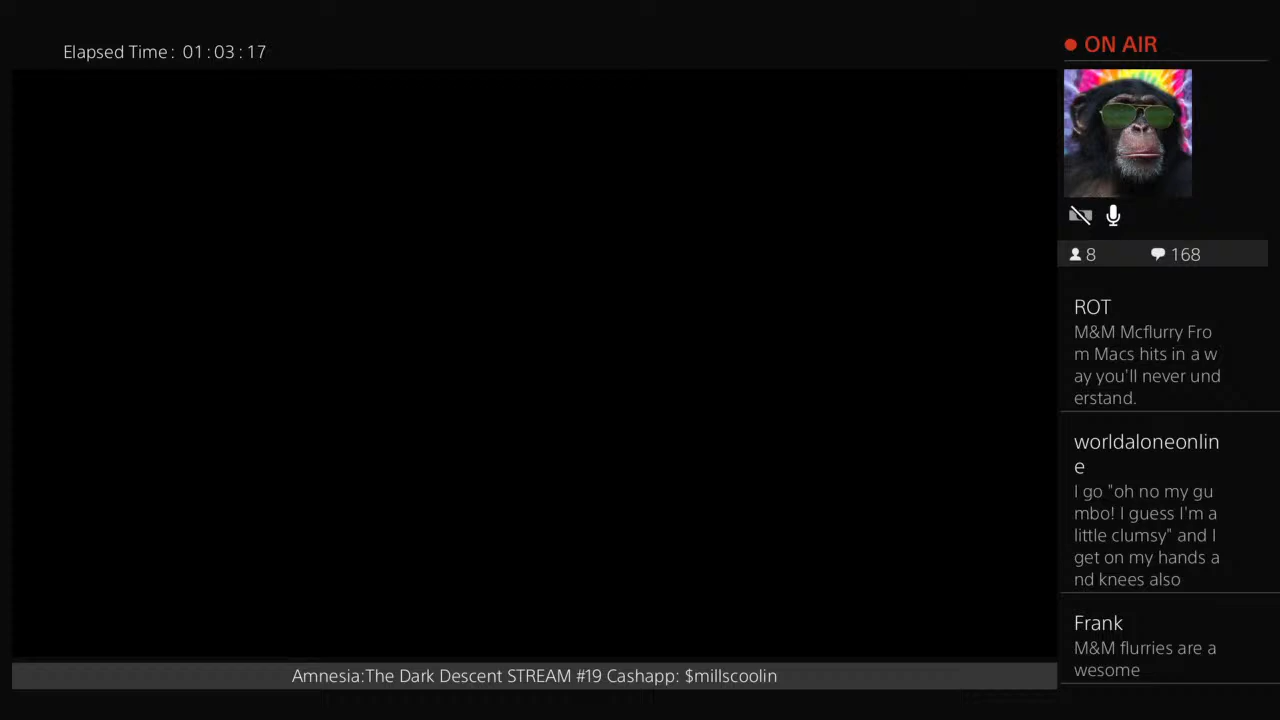 Elapsed Time: 01:03:17
ON AIR
8 168
ROT
M&M Mcflurry Fro
m Macs hits in a w
ay you'll never und
erstand.
worldaloneonlin
e
I go "oh no my gu
mbo! I guess I'm a
little clumsy" and I
get on my hands a
nd knees also
Frank
M&M flurries are a
wesome
Amnesia:The Dark Descent STREAM #19 Cashapp: $millscoolin